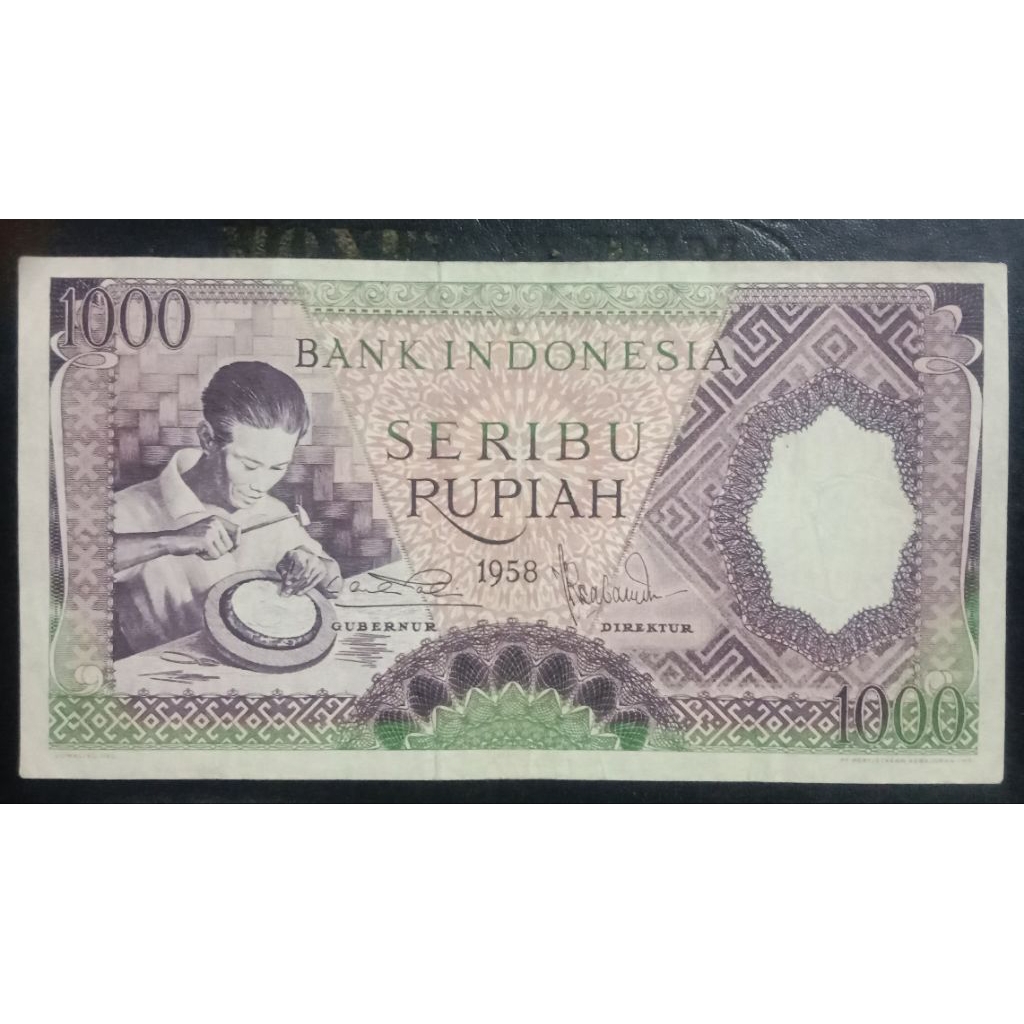 1000
BANK INDONESIA
SERIBU
RUPIAH
1958
GUBERNUR DIREKTUR
1000